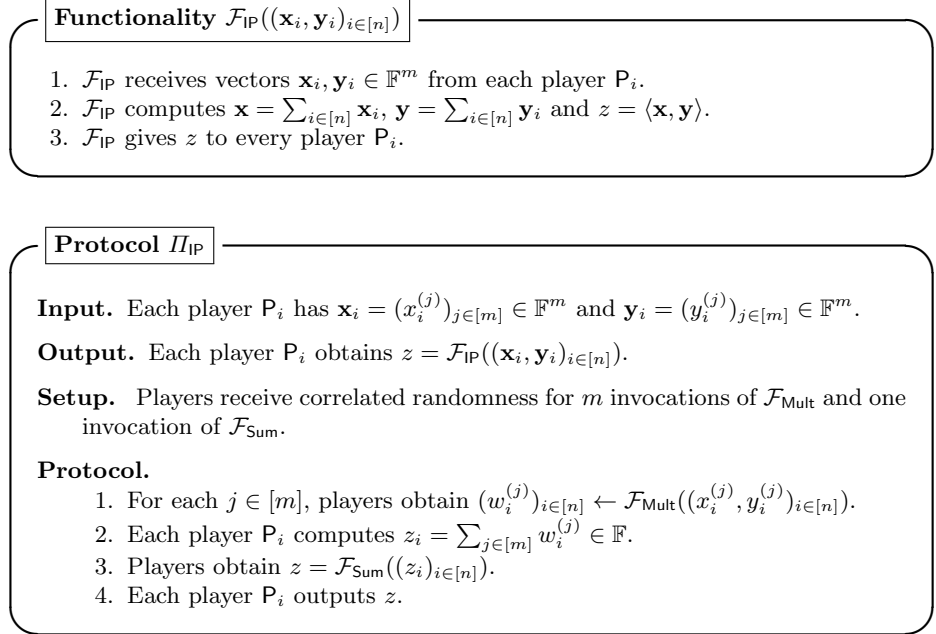 Functionality 𝓕_IP((𝐱_i, 𝐲_i)_{i∈[n]})
1. 𝓕_IP receives vectors 𝐱_i, 𝐲_i ∈ 𝔽^m from each player P_i.
2. 𝓕_IP computes 𝐱 = ∑_{i∈[n]} 𝐱_i, 𝐲 = ∑_{i∈[n]} 𝐲_i and z = ⟨𝐱, 𝐲⟩.
3. 𝓕_IP gives z to every player P_i.
Protocol Π_IP
Input. Each player P_i has 𝐱_i = (x_i^{(j)})_{j∈[m]} ∈ 𝔽^m and 𝐲_i = (y_i^{(j)})_{j∈[m]} ∈ 𝔽^m.
Output. Each player P_i obtains z = 𝓕_IP((𝐱_i, 𝐲_i)_{i∈[n]}).
Setup. Players receive correlated randomness for m invocations of 𝓕_Mult and one
invocation of 𝓕_Sum.
Protocol.
1. For each j ∈ [m], players obtain (w_i^{(j)})_{i∈[n]} ← 𝓕_Mult((x_i^{(j)}, y_i^{(j)})_{i∈[n]}).
2. Each player P_i computes z_i = ∑_{j∈[m]} w_i^{(j)} ∈ 𝔽.
3. Players obtain z = 𝓕_Sum((z_i)_{i∈[n]}).
4. Each player P_i outputs z.